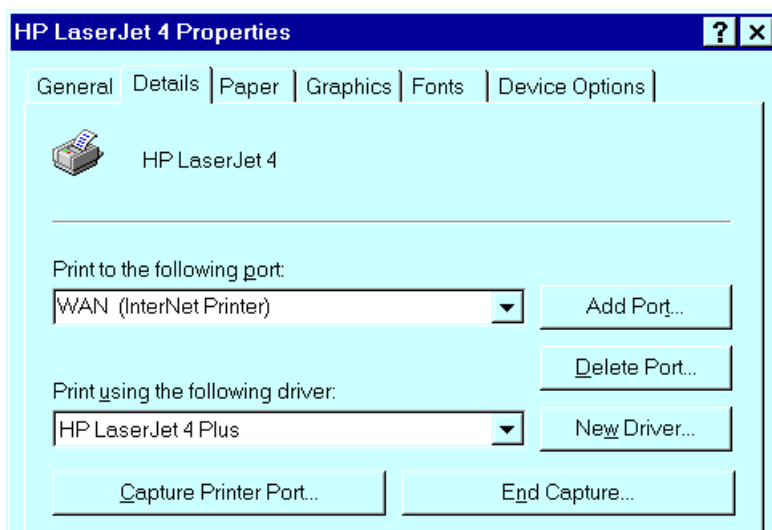 HP LaserJet 4 Properties
General Details Paper Graphics Fonts Device Options
HP LaserJet 4
Print to the following port:
WAN (InterNet Printer)
Add Port...
Delete Port...
Print using the following driver:
HP LaserJet 4 Plus
New Driver...
Capture Printer Port... End Capture...